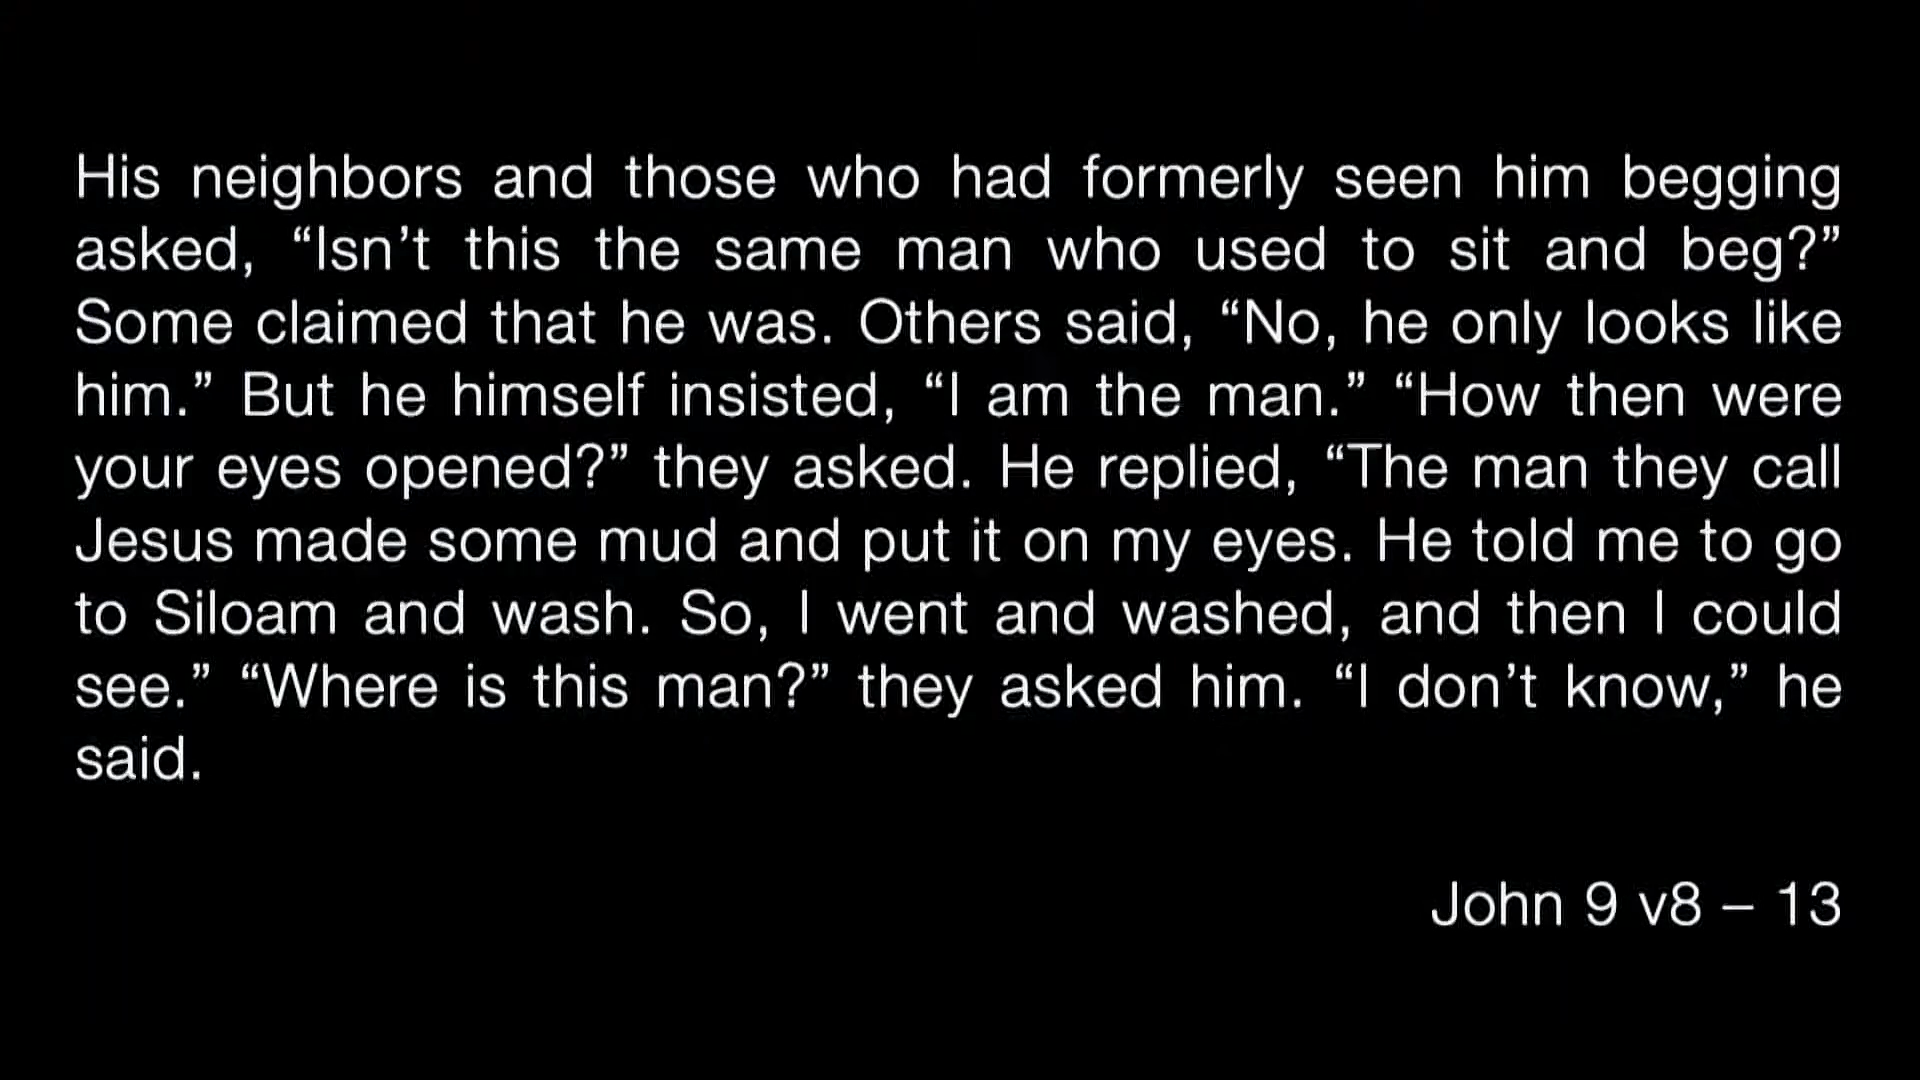 His neighbors and those who had formerly seen him begging
asked, “Isn’t this the same man who used to sit and beg?”
Some claimed that he was. Others said, “No, he only looks like
him.” But he himself insisted, “I am the man.” “How then were
your eyes opened?” they asked. He replied, “The man they call
Jesus made some mud and put it on my eyes. He told me to go
to Siloam and wash. So, I went and washed, and then I could
see.” “Where is this man?” they asked him. “I don’t know,” he
said.
John 9 v8 – 13